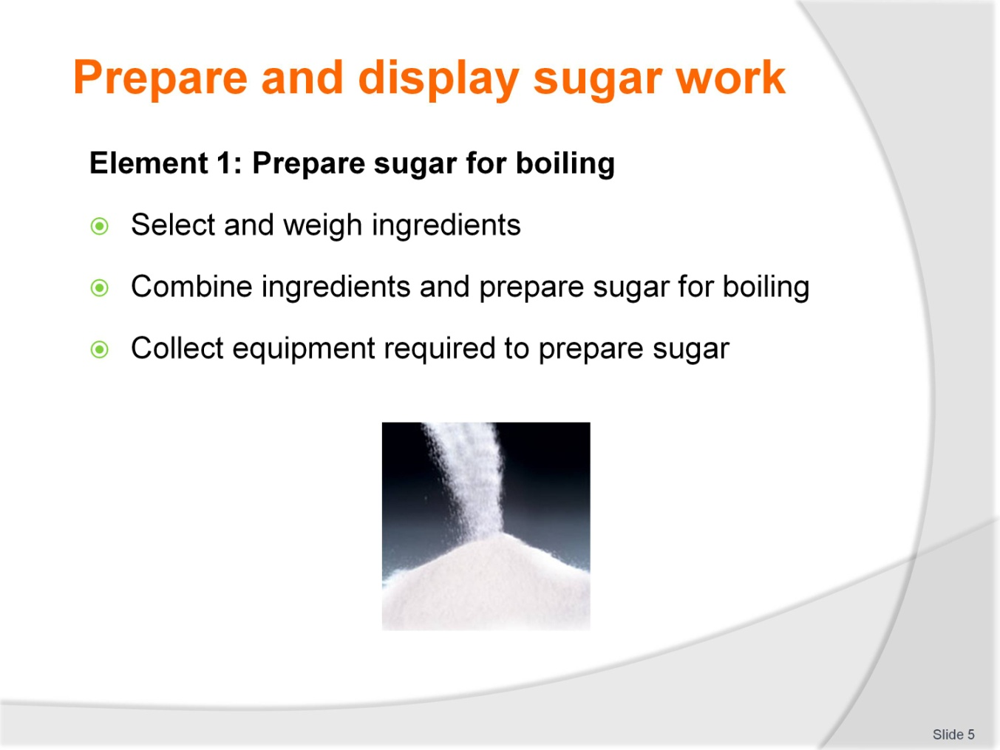 Prepare and display sugar work
Element 1: Prepare sugar for boiling
Select and weigh ingredients
Combine ingredients and prepare sugar for boiling
Collect equipment required to prepare sugar
Slide 5